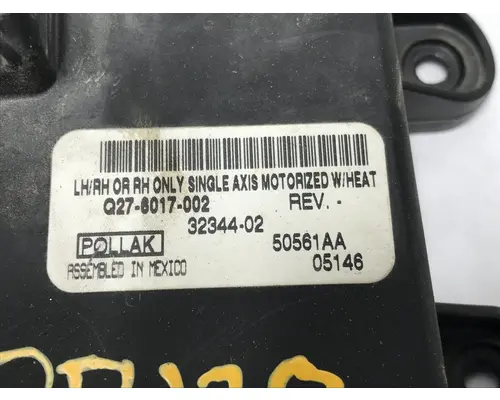 LH/RH OR RH ONLY SINGLE AXIS MOTORIZED W/HEAT
Q27-6017-002 REV. -
32344-02
POLLAK 50561AA
ASSEMBLED IN MEXICO 05146